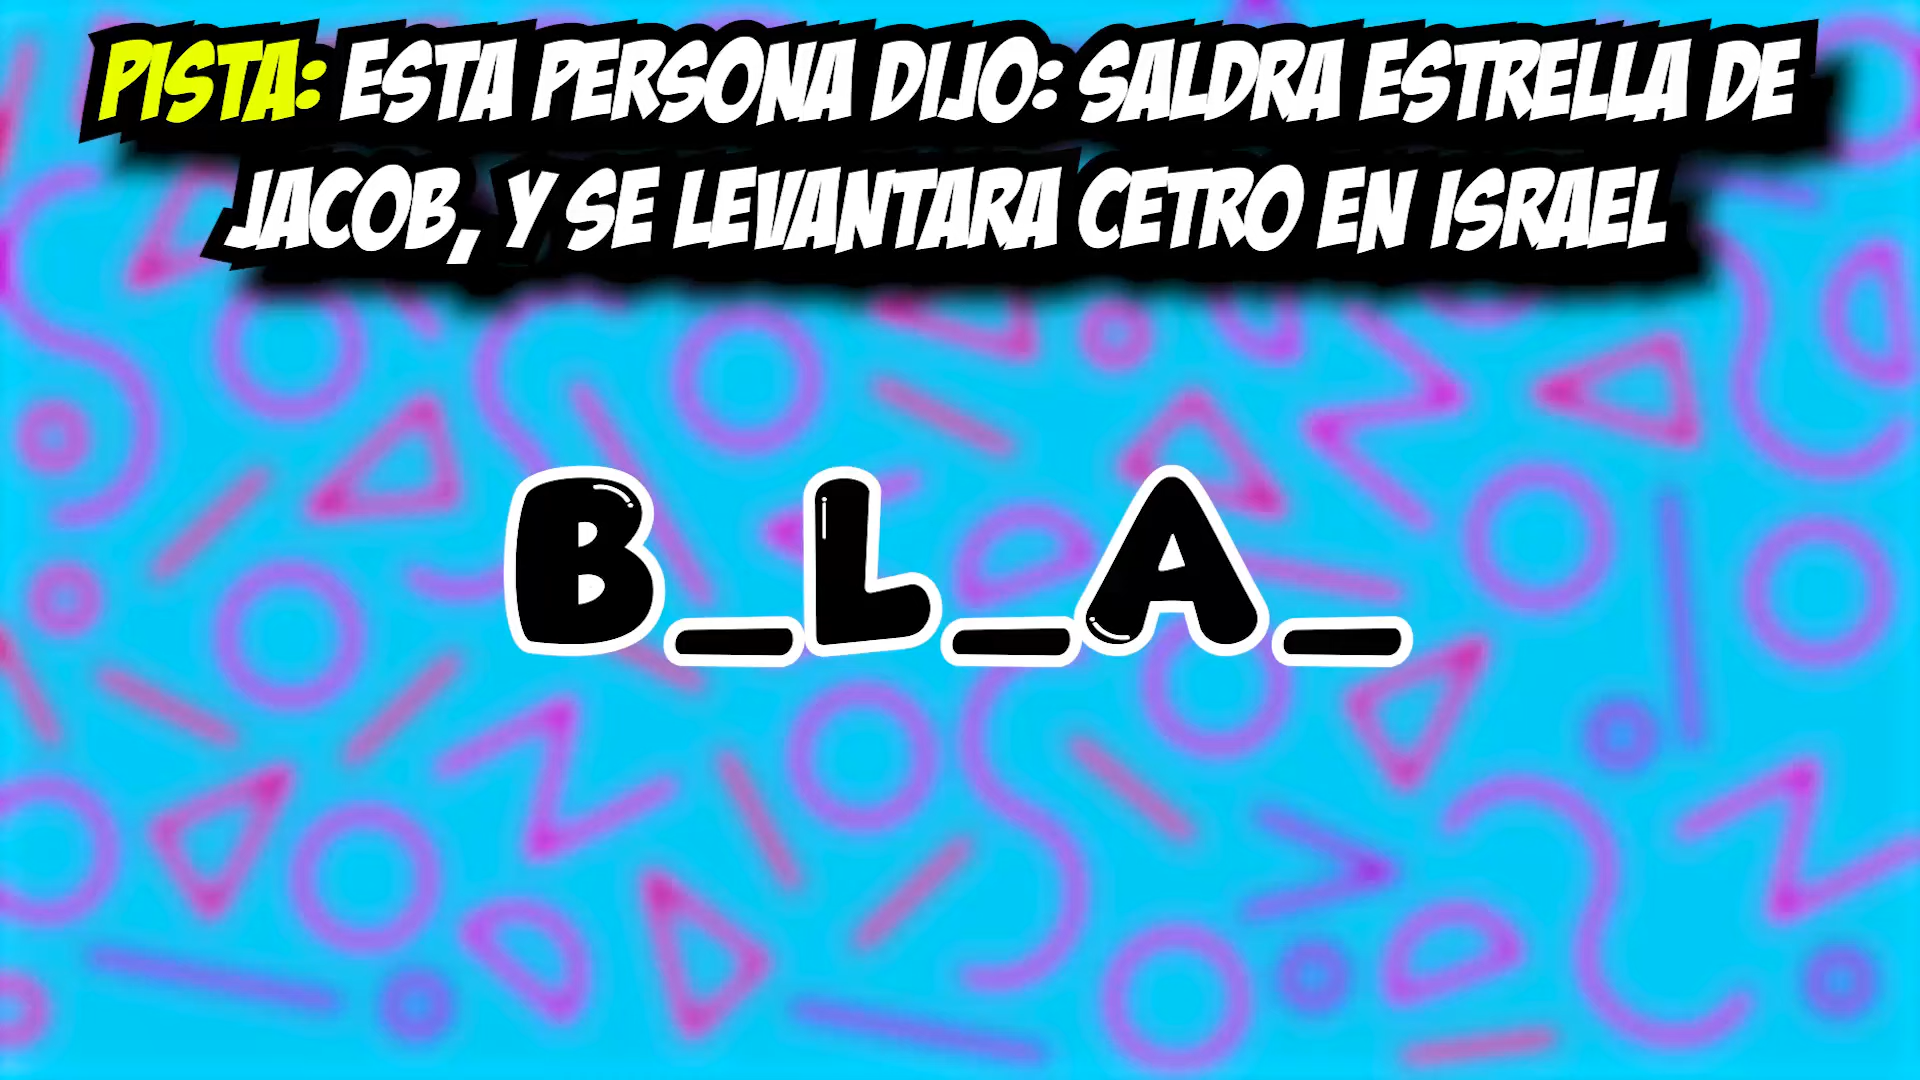 PISTA: ESTA PERSONA DIJO: SALDRA ESTRELLA DE
JACOB, Y SE LEVANTARA CETRO EN ISRAEL
B_L_A_